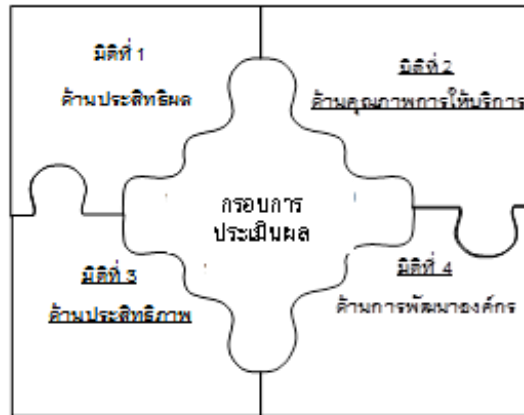 มิติที่ 1
ด้านประสิทธิผล
มิติที่ 2
ด้านคุณภาพการให้บริการ
กรอบการ
ประเมินผล
มิติที่ 3
ด้านประสิทธิภาพ
มิติที่ 4
ด้านการพัฒนาองค์กร